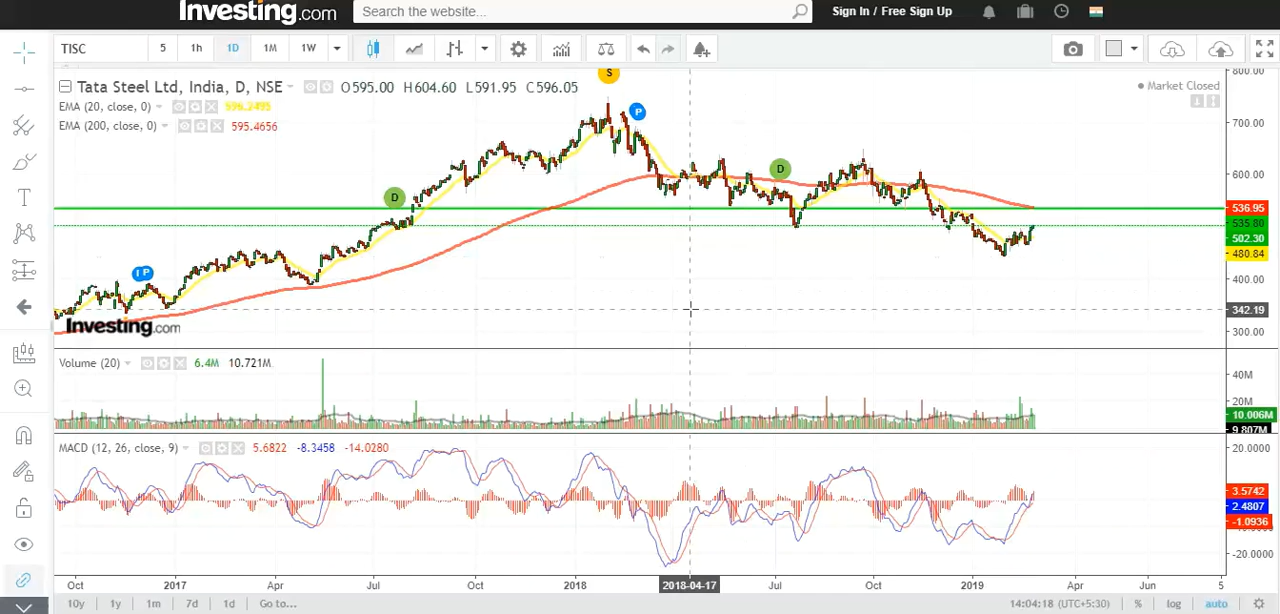 Investing.com
Search the website...
Sign In / Free Sign Up
TISC
5 1h 1D 1M 1W
Tata Steel Ltd, India, D, NSE O595.00 H604.60 L591.95 C596.05
Market Closed
EMA (20, close, 0) 596.2495
EMA (200, close, 0) 595.4656
S
P
D
D
I P
800.00
700.00
600.00
536.95
535.80
502.30
480.84
400.00
342.19
300.00
Investing.com
Volume (20) 6.4M 10.721M
40M
20M
10.006M
9.807M
MACD (12, 26, close, 9) 5.6822 -8.3458 -14.0280
20.0000
3.5742
2.4807
-1.0936
-20.0000
Oct 2017 Apr Jul Oct 2018 2018-04-17 Jul Oct 2019 Apr Jun 5
10y 1y 1m 7d 1d Go to... 14:04:18 (UTC+5:30) % log auto